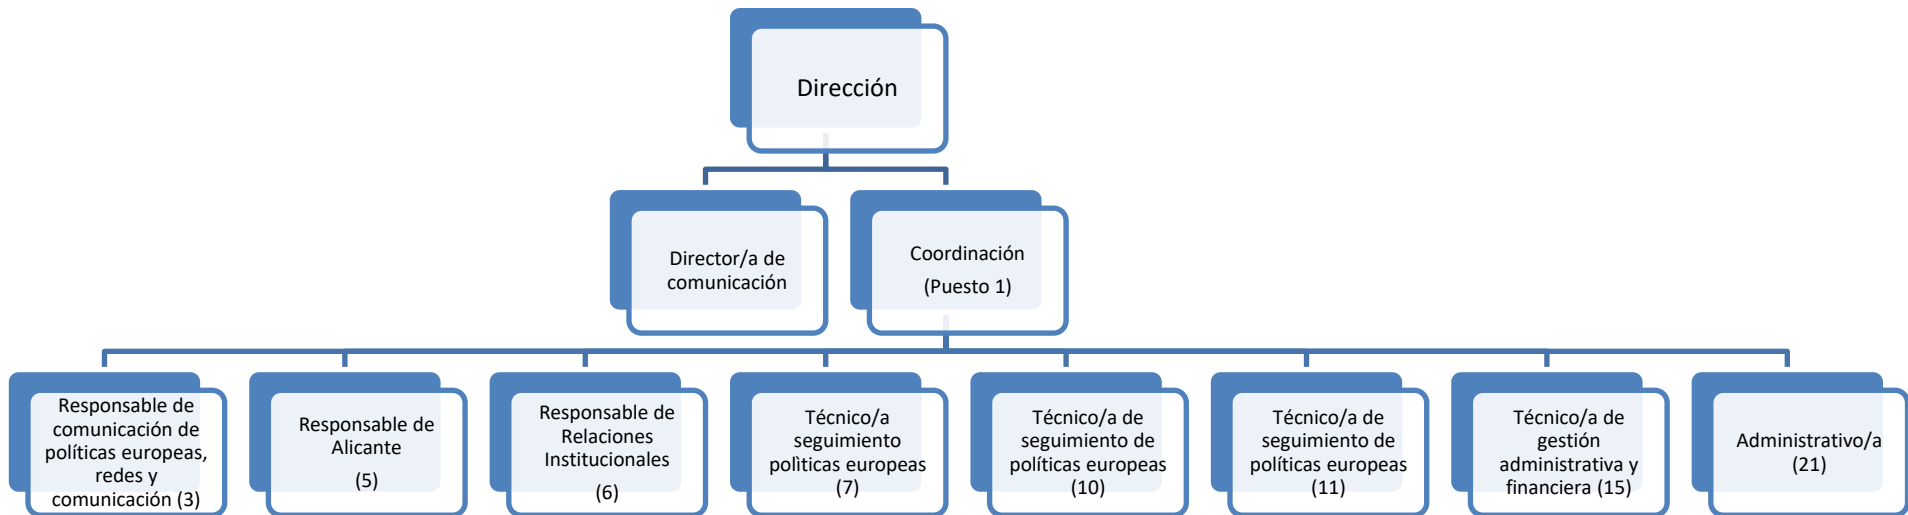 Dirección
Director/a de
comunicación
Coordinación
(Puesto 1)
Responsable de
comunicación de
políticas europeas,
redes y
comunicación (3)
Responsable de
Alicante
(5)
Responsable de
Relaciones
Institucionales
(6)
Técnico/a
seguimiento
polìticas europeas
(7)
Técnico/a de
seguimiento de
políticas europeas
(10)
Técnico/a de
seguimiento de
políticas europeas
(11)
Técnico/a de
gestión
administrativa y
financiera (15)
Administrativo/a
(21)